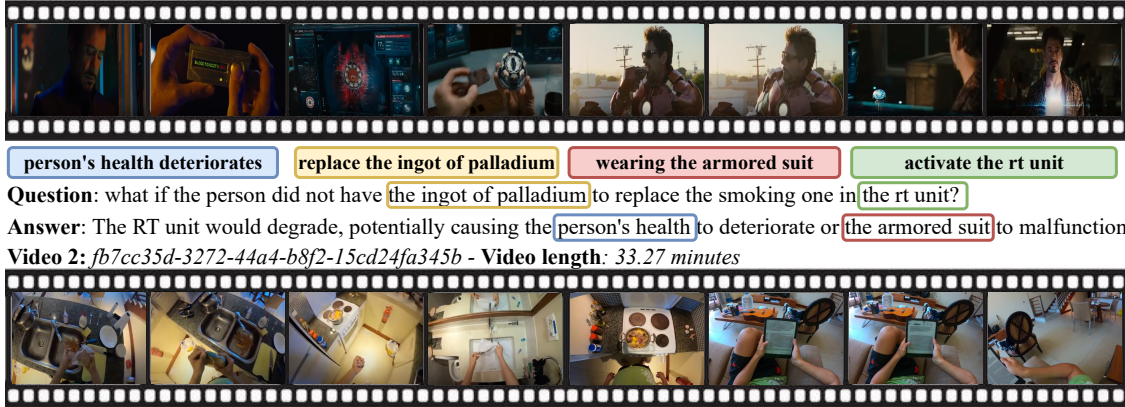 BLOOD TOXICITY
person's health deteriorates
replace the ingot of palladium
wearing the armored suit
activate the rt unit
Question: what if the person did not have the ingot of palladium to replace the smoking one in the rt unit?
Answer: The RT unit would degrade, potentially causing the person's health to deteriorate or the armored suit to malfunction
Video 2: fb7cc35d-3272-44a4-b8f2-15cd24fa345b - Video length: 33.27 minutes